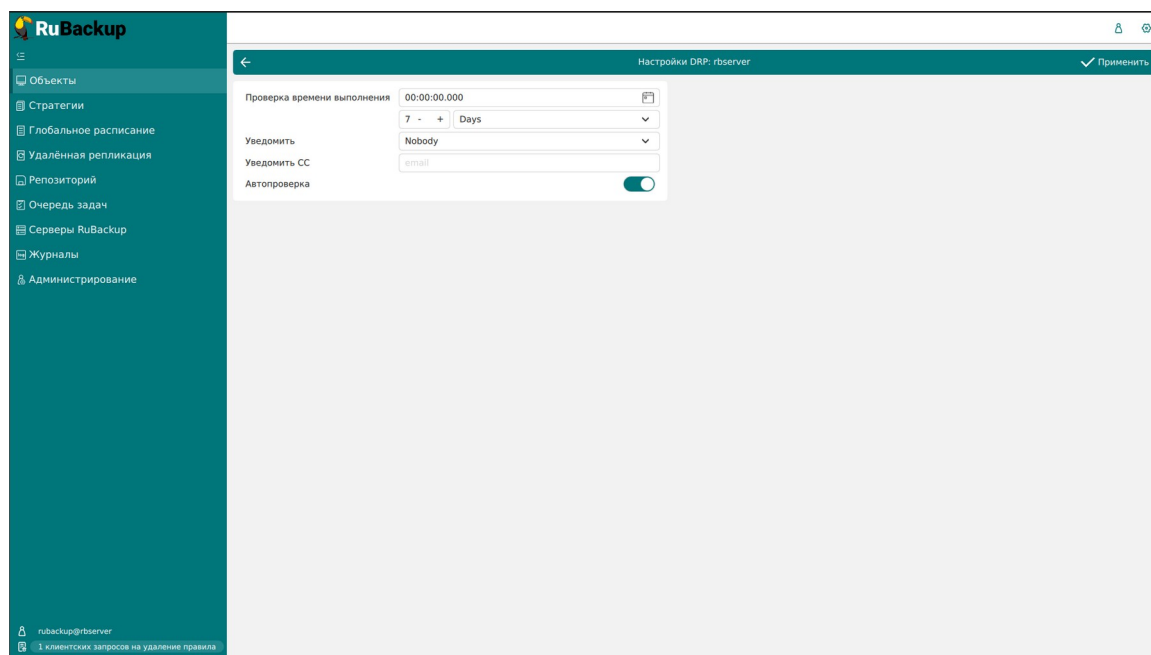 RuBackup
Настройки DRP: rbserver
Применить
Объекты
Стратегии
Глобальное расписание
Удалённая репликация
Репозиторий
Очередь задач
Серверы RuBackup
Журналы
Администрирование
Проверка времени выполнения 00:00:00.000
7 - + Days
Уведомить Nobody
Уведомить CC email
Автопроверка
rubackup@rbserver
1 клиентских запросов на удаление правила